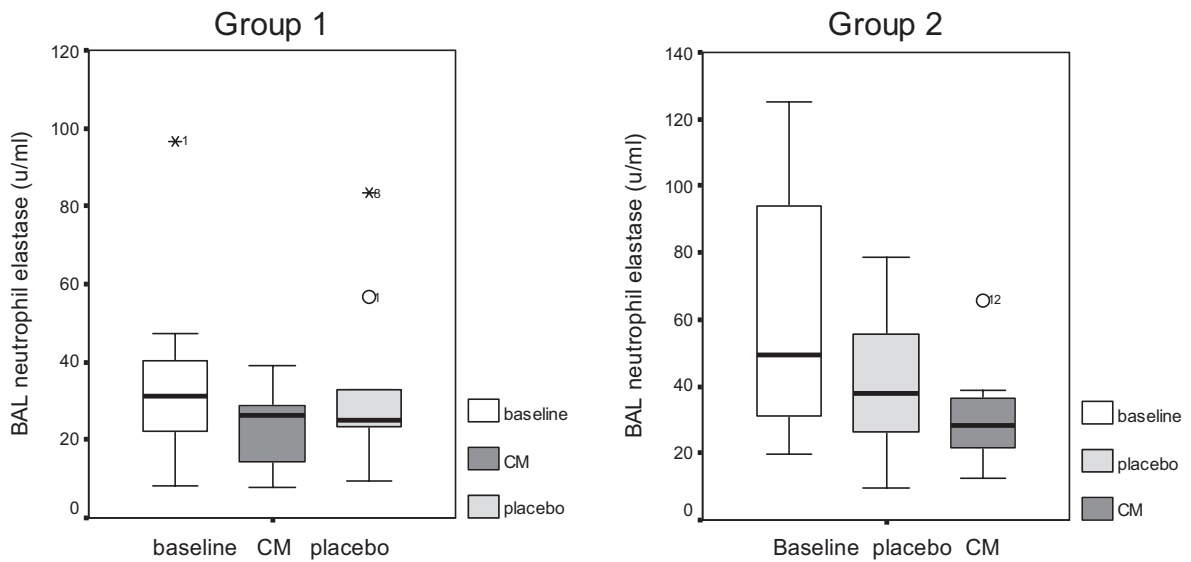 Group 1
BAL neutrophil elastase (u/ml)
120
100
80
60
40
20
0
1
8
1
baseline CM placebo
baseline
CM
placebo
Group 2
BAL neutrophil elastase (u/ml)
140
120
100
80
60
40
20
0
12
Baseline placebo CM
baseline
placebo
CM